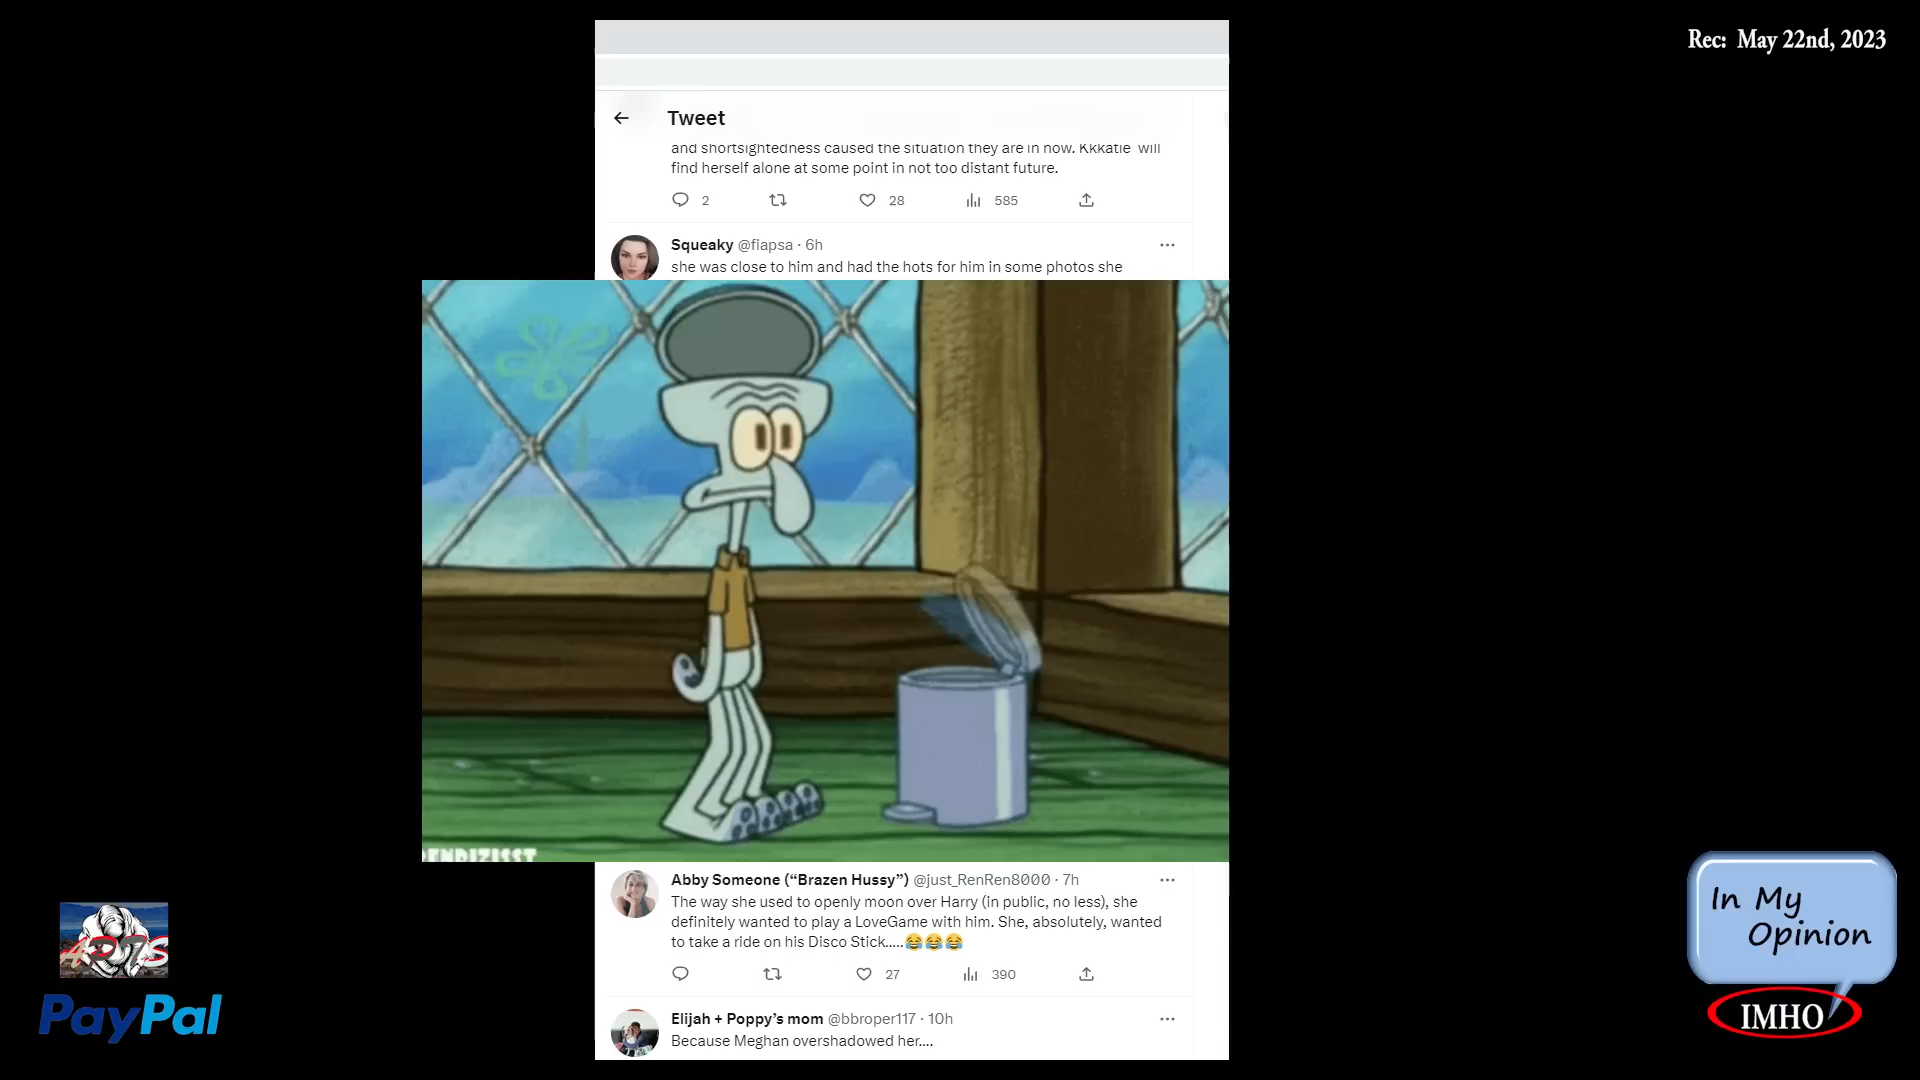 Rec: May 22nd, 2023
Tweet
and shortsightedness caused the situation they are in now. Kkkatie will
find herself alone at some point in not too distant future.
2 28 585
Squeaky @fiapsa · 6h
she was close to him and had the hots for him in some photos she
Abby Someone (“Brazen Hussy”) @just_RenRen8000 · 7h
The way she used to openly moon over Harry (in public, no less), she
definitely wanted to play a LoveGame with him. She, absolutely, wanted
to take a ride on his Disco Stick.....😂😂😂
27 390
Elijah + Poppy’s mom @bbroper117 · 10h
Because Meghan overshadowed her....
PayPal
In My
Opinion
IMHO